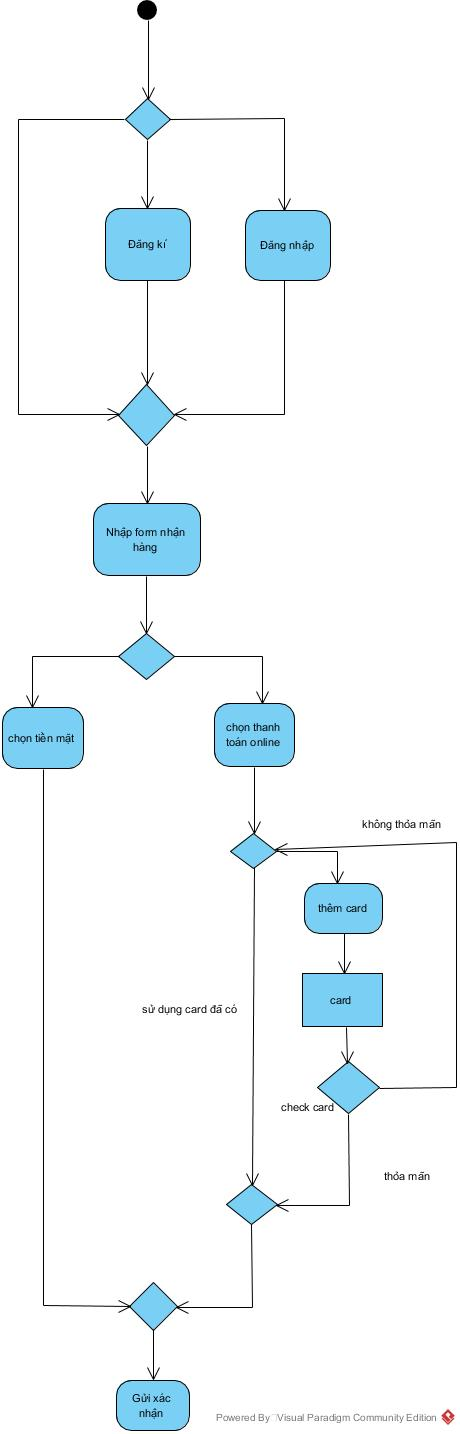 Đăng kí
Đăng nhập
Nhập form nhận
hàng
chọn tiền mặt
chọn thanh
toán online
không thỏa mãn
thêm card
card
sử dụng card đã có
check card
thỏa mãn
Gửi xác
nhận
Powered By Visual Paradigm Community Edition